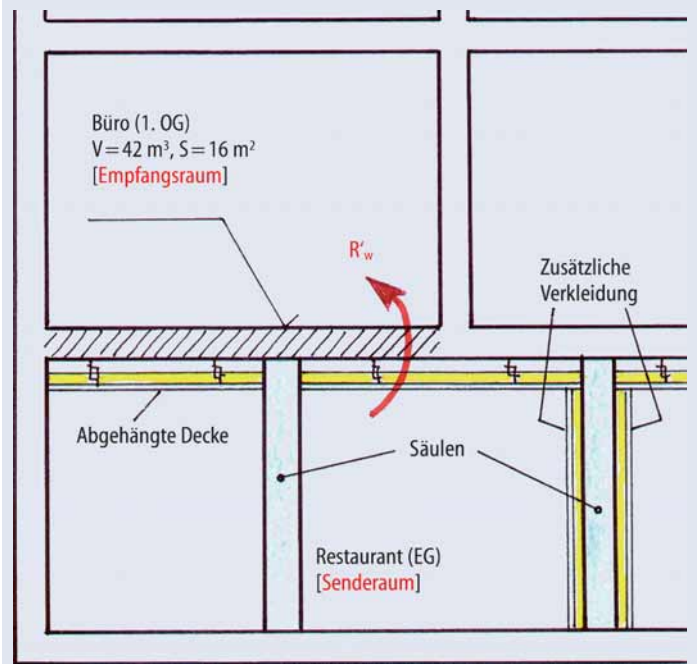 Büro (1. OG)
V = 42 m³, S = 16 m²
[Empfangsraum]
R'w
Zusätzliche
Verkleidung
Abgehängte Decke
Säulen
Restaurant (EG)
[Senderaum]